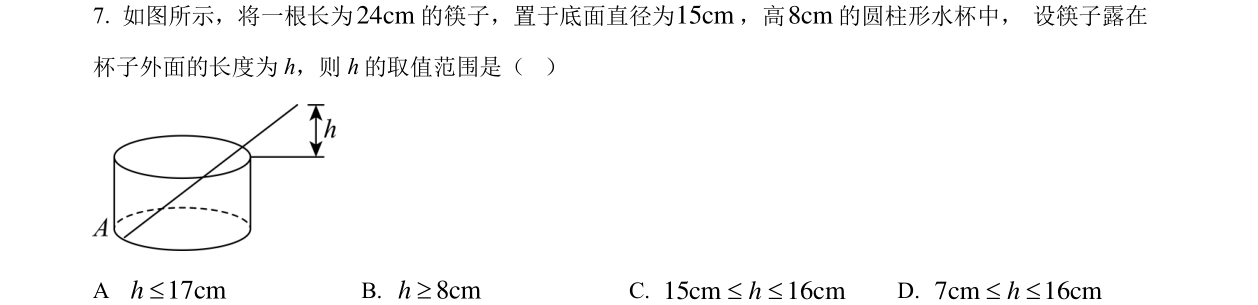 7. 如图所示，将一根长为24cm 的筷子，置于底面直径为15cm，高8cm 的圆柱形水杯中， 设筷子露在
杯子外面的长度为 h，则 h 的取值范围是（ ）
h
A
A h≤17cm B. h≥8cm C. 15cm≤h≤16cm D. 7cm≤h≤16cm